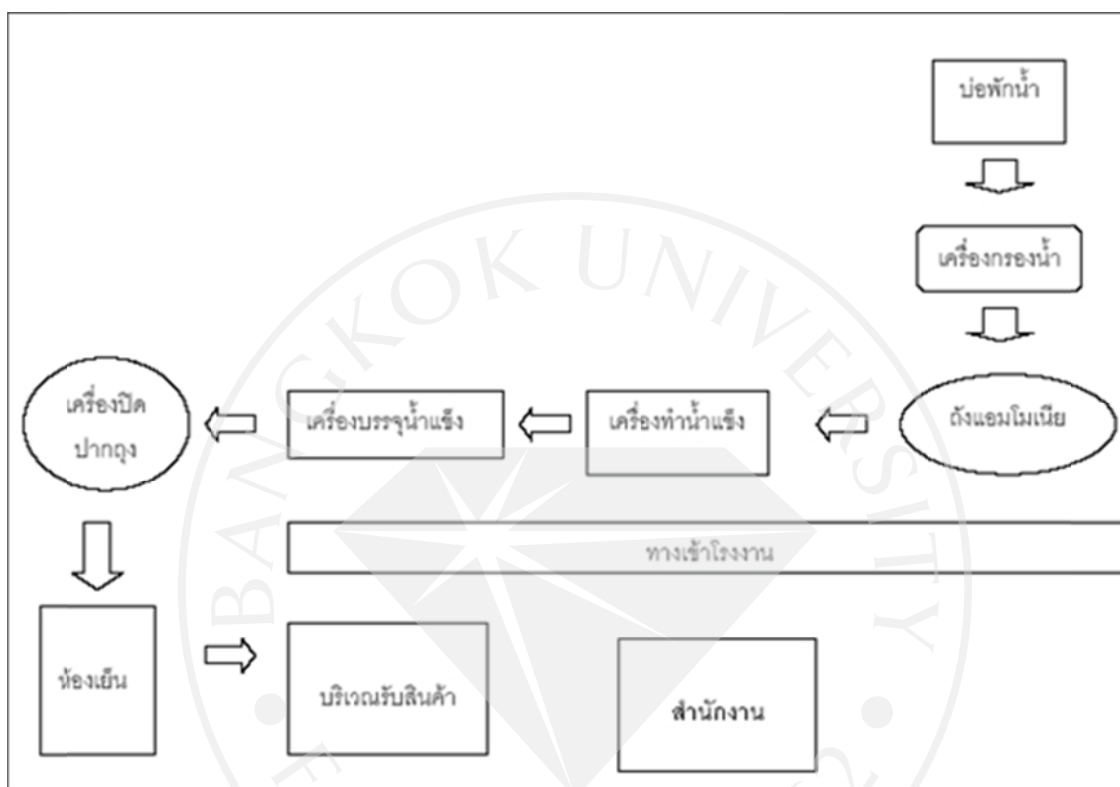 บ่อพักน้ำ
เครื่องกรองน้ำ
ถังแอมโมเนีย
เครื่องทำน้ำแข็ง
เครื่องบรรจุน้ำแข็ง
เครื่องปิด
ปากถุง
ทางเข้าโรงงาน
ห้องเย็น
บริเวณรับสินค้า
สำนักงาน
BANGKOK UNIVERSITY